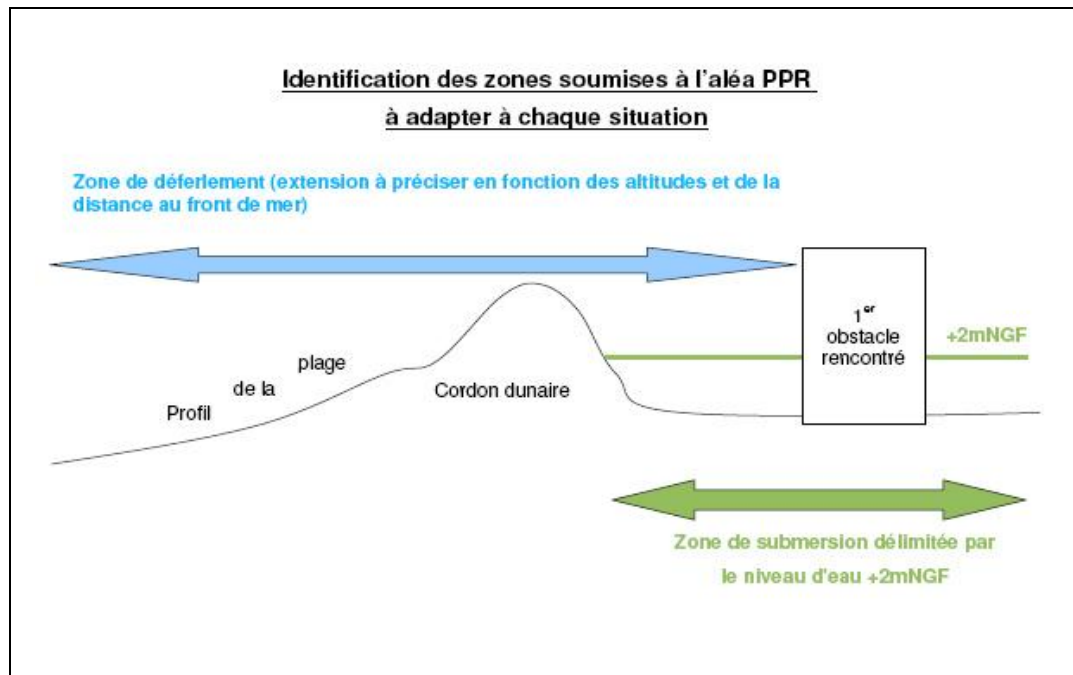 Identification des zones soumises à l'aléa PPR
à adapter à chaque situation
Zone de déferlement (extension à préciser en fonction des altitudes et de la
distance au front de mer)
1er
obstacle
rencontré
+2mNGF
Profil de la plage
Cordon dunaire
Zone de submersion délimitée par
le niveau d'eau +2mNGF